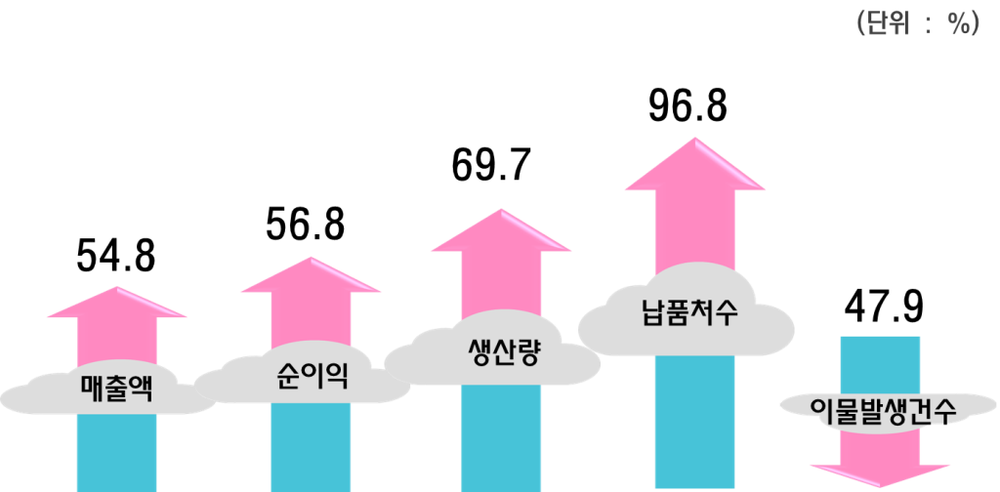 (단위 : %)
96.8
69.7
56.8
54.8
47.9
납품처수
생산량
순이익
매출액
이물발생건수